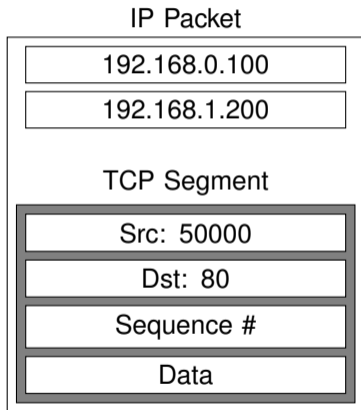 IP Packet
192.168.0.100
192.168.1.200
TCP Segment
Src: 50000
Dst: 80
Sequence #
Data